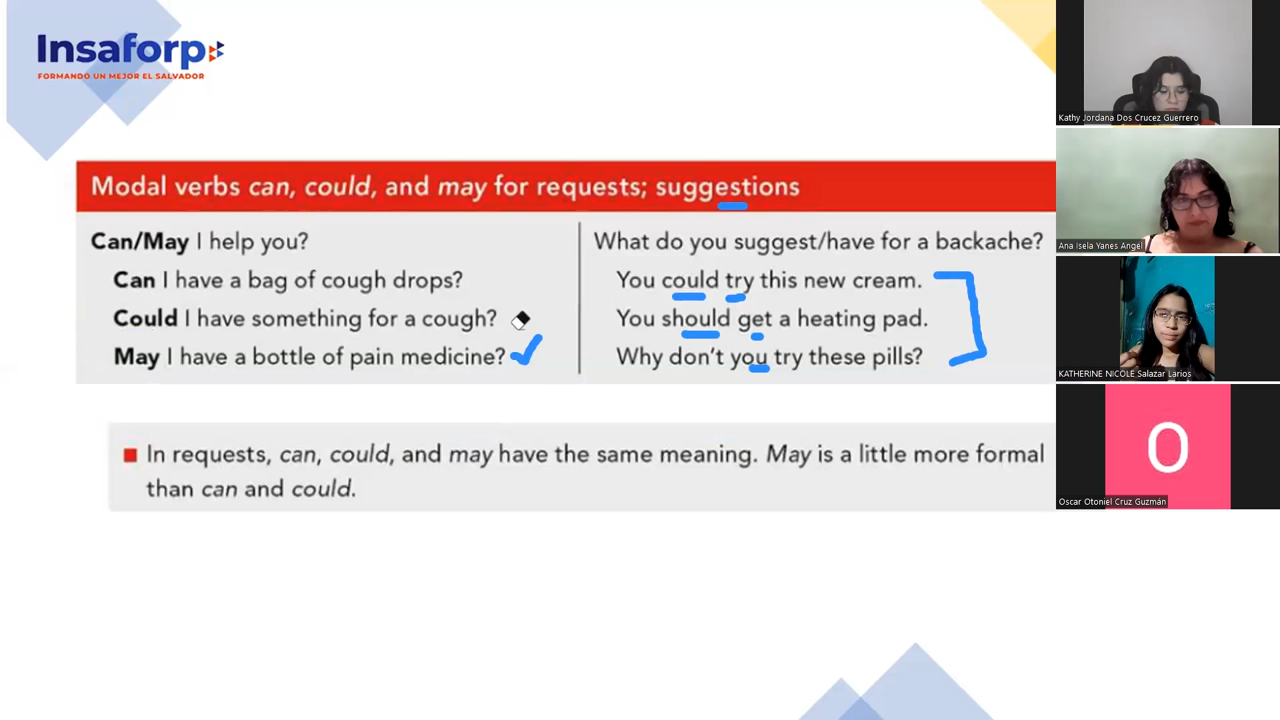 Insaforp
FORMANDO UN MEJOR EL SALVADOR
Modal verbs can, could, and may for requests; suggestions
Can/May I help you?
Can I have a bag of cough drops?
Could I have something for a cough?
May I have a bottle of pain medicine?
What do you suggest/have for a backache?
You could try this new cream.
You should get a heating pad.
Why don't you try these pills?
In requests, can, could, and may have the same meaning. May is a little more formal
than can and could.
Kathy Jordana Dos Crucez Guerrero
Ana Isela Yanes Angel
KATHERINE NICOLE Salazar Larios
O
Oscar Otoniel Cruz Guzmán